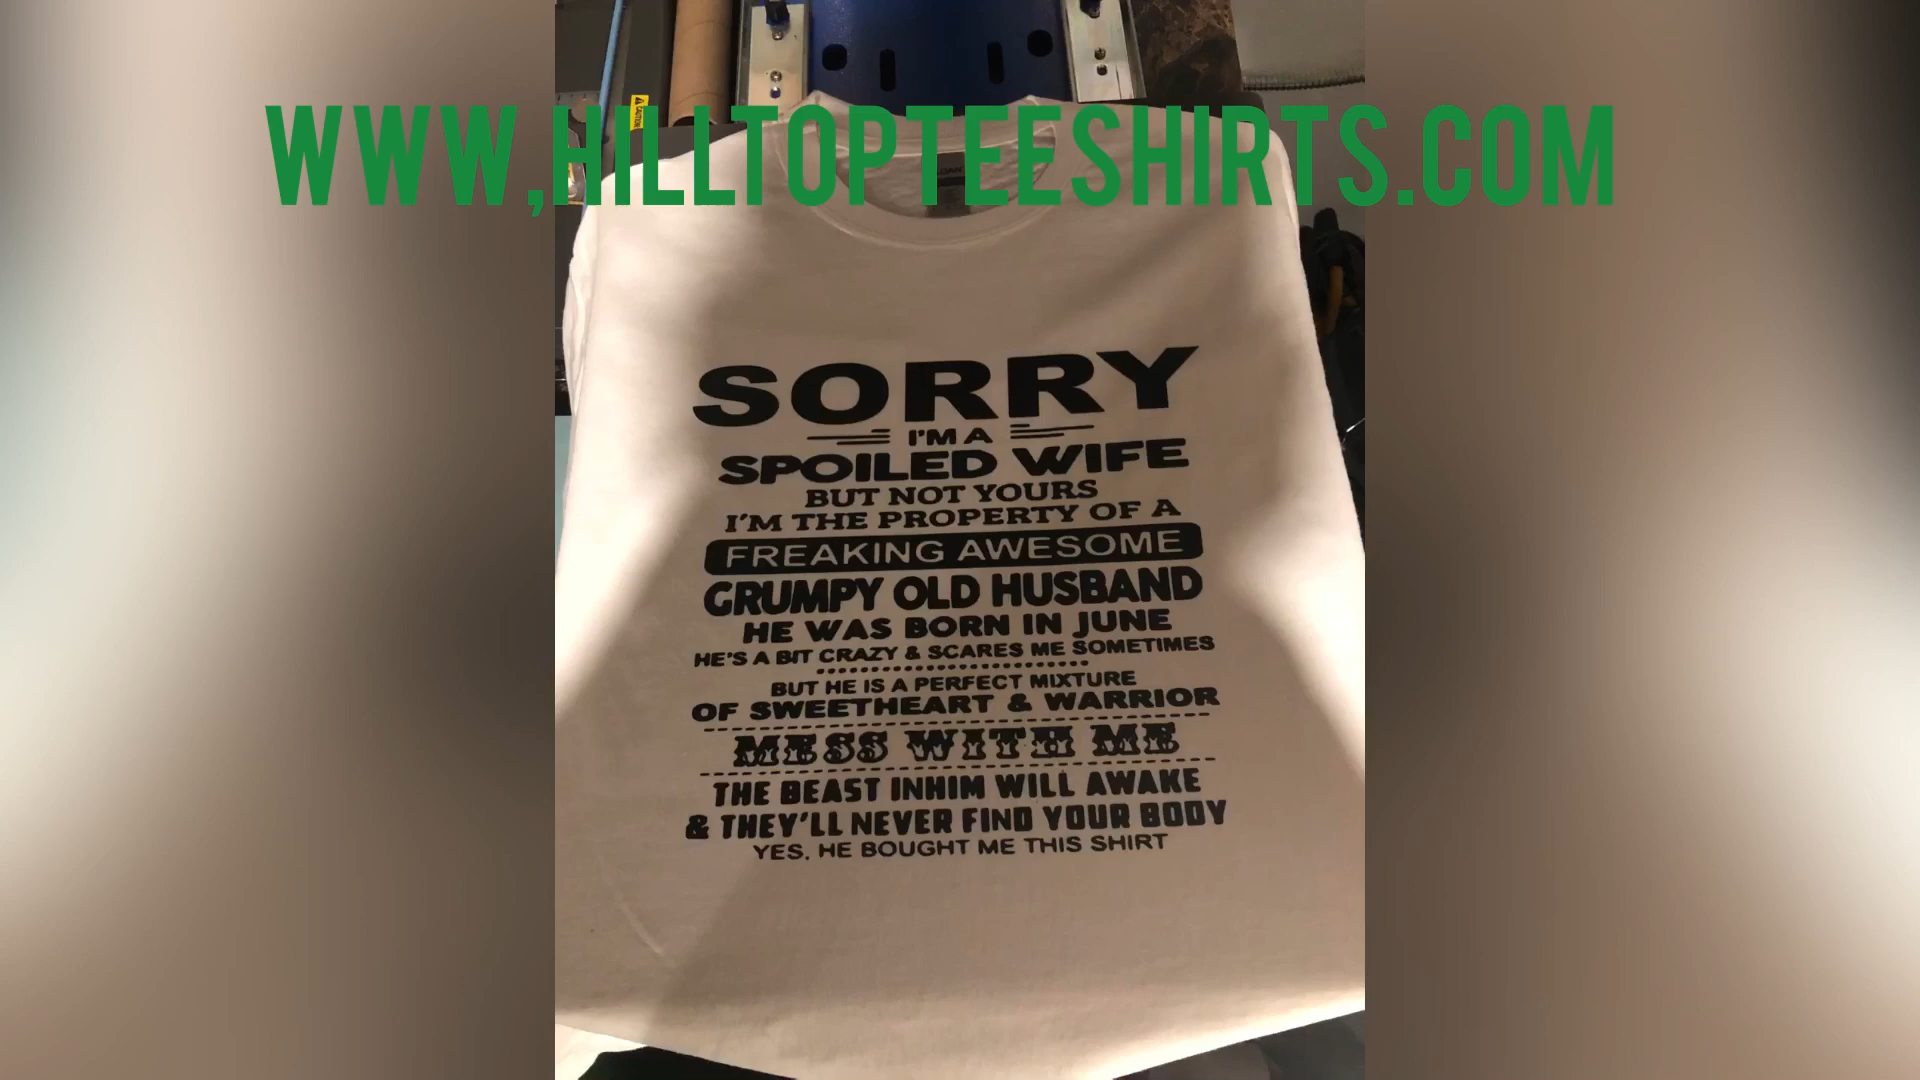 WWW,HILLTOPTEESHIRTS.COM
SORRY
I'M A
SPOILED WIFE
BUT NOT YOURS
I'M THE PROPERTY OF A
FREAKING AWESOME
GRUMPY OLD HUSBAND
HE WAS BORN IN JUNE
HE'S A BIT CRAZY & SCARES ME SOMETIMES
BUT HE IS A PERFECT MIXTURE
OF SWEETHEART & WARRIOR
MESS WITH ME
THE BEAST INHIM WILL AWAKE
& THEY'LL NEVER FIND YOUR BODY
YES, HE BOUGHT ME THIS SHIRT